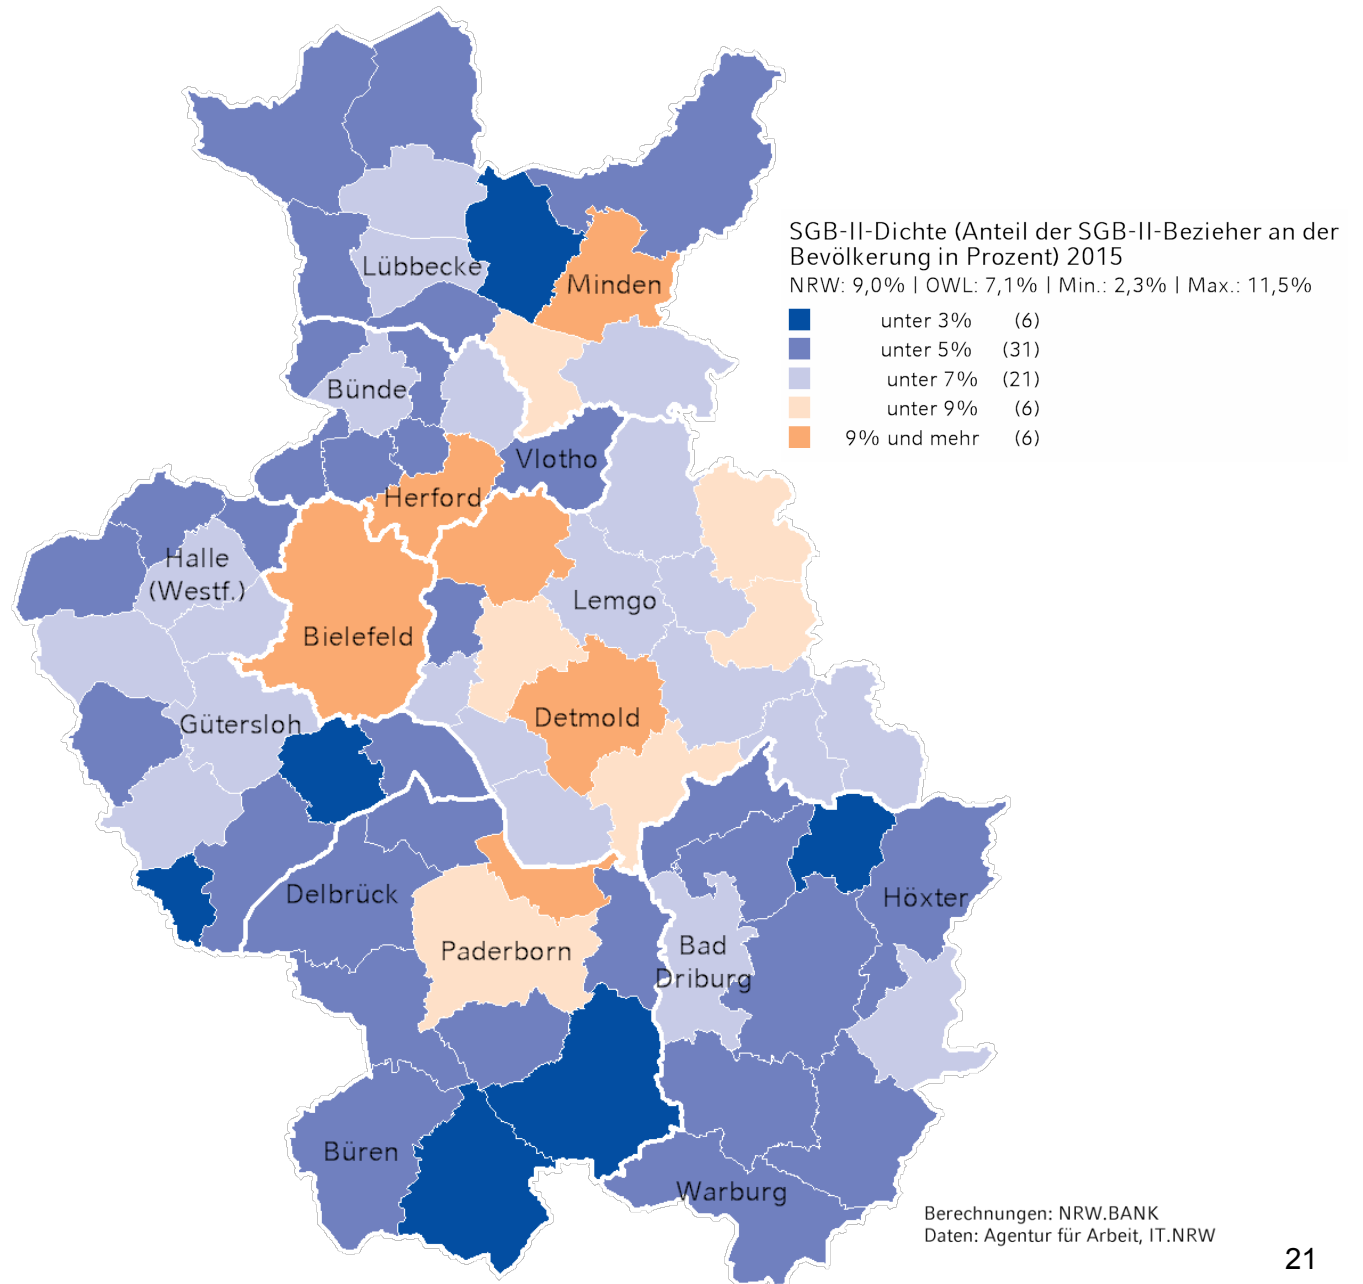 SGB-II-Dichte (Anteil der SGB-II-Bezieher an der
Bevölkerung in Prozent) 2015
NRW: 9,0% | OWL: 7,1% | Min.: 2,3% | Max.: 11,5%
unter 3% (6)
unter 5% (31)
unter 7% (21)
unter 9% (6)
9% und mehr (6)
Lübbecke
Minden
Bünde
Vlotho
Herford
Halle
(Westf.)
Lemgo
Bielefeld
Gütersloh
Detmold
Delbrück
Höxter
Paderborn
Bad
Driburg
Büren
Warburg
Berechnungen: NRW.BANK
Daten: Agentur für Arbeit, IT.NRW
21